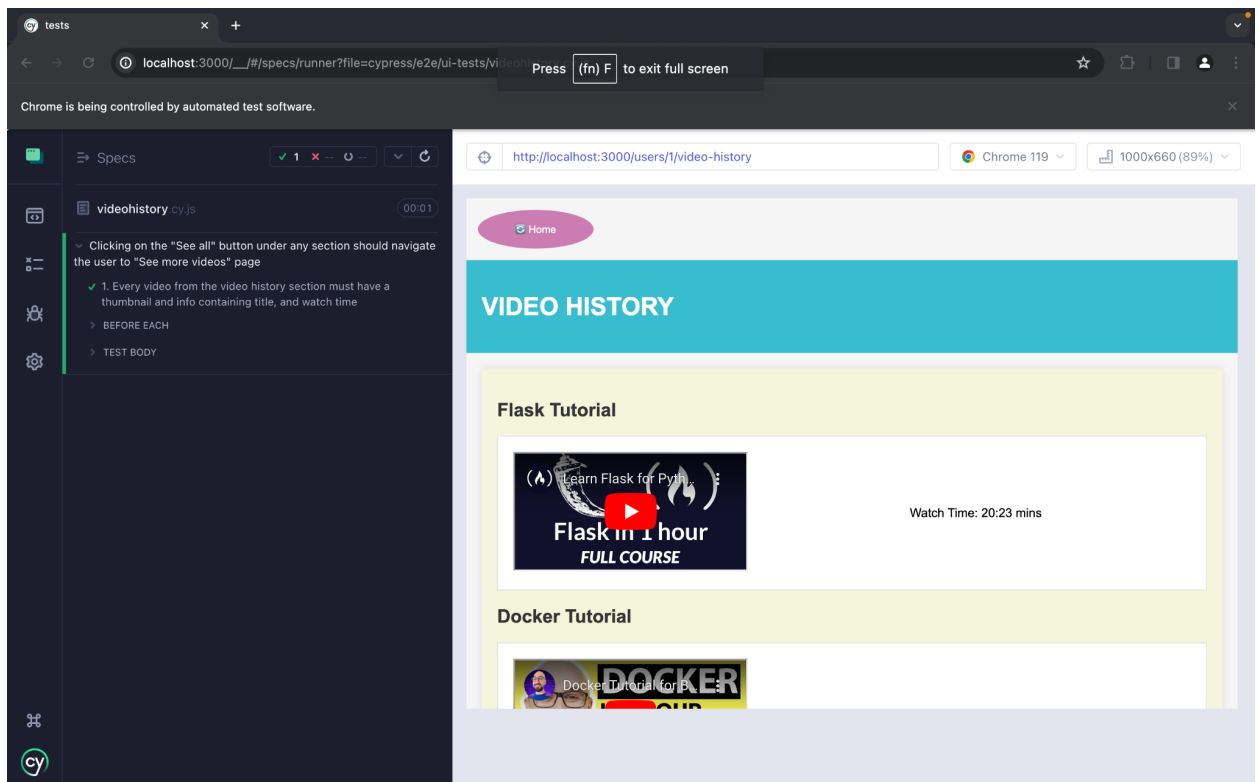 cy tests
localhost:3000/__/#/specs/runner?file=cypress/e2e/ui-tests/vi
Press (fn) F to exit full screen
Chrome is being controlled by automated test software.
Specs
1 -- --
http://localhost:3000/users/1/video-history
Chrome 119
1000x660 (89%)
videohistory.cy.js
00:01
Clicking on the "See all" button under any section should navigate
the user to "See more videos" page
1. Every video from the video history section must have a
thumbnail and info containing title, and watch time
BEFORE EACH
TEST BODY
Home
VIDEO HISTORY
Flask Tutorial
Learn Flask for Pyth...
Flask in 1 hour
FULL COURSE
Watch Time: 20:23 mins
Docker Tutorial
Docker Tutorial for B...
DOCKER
cy